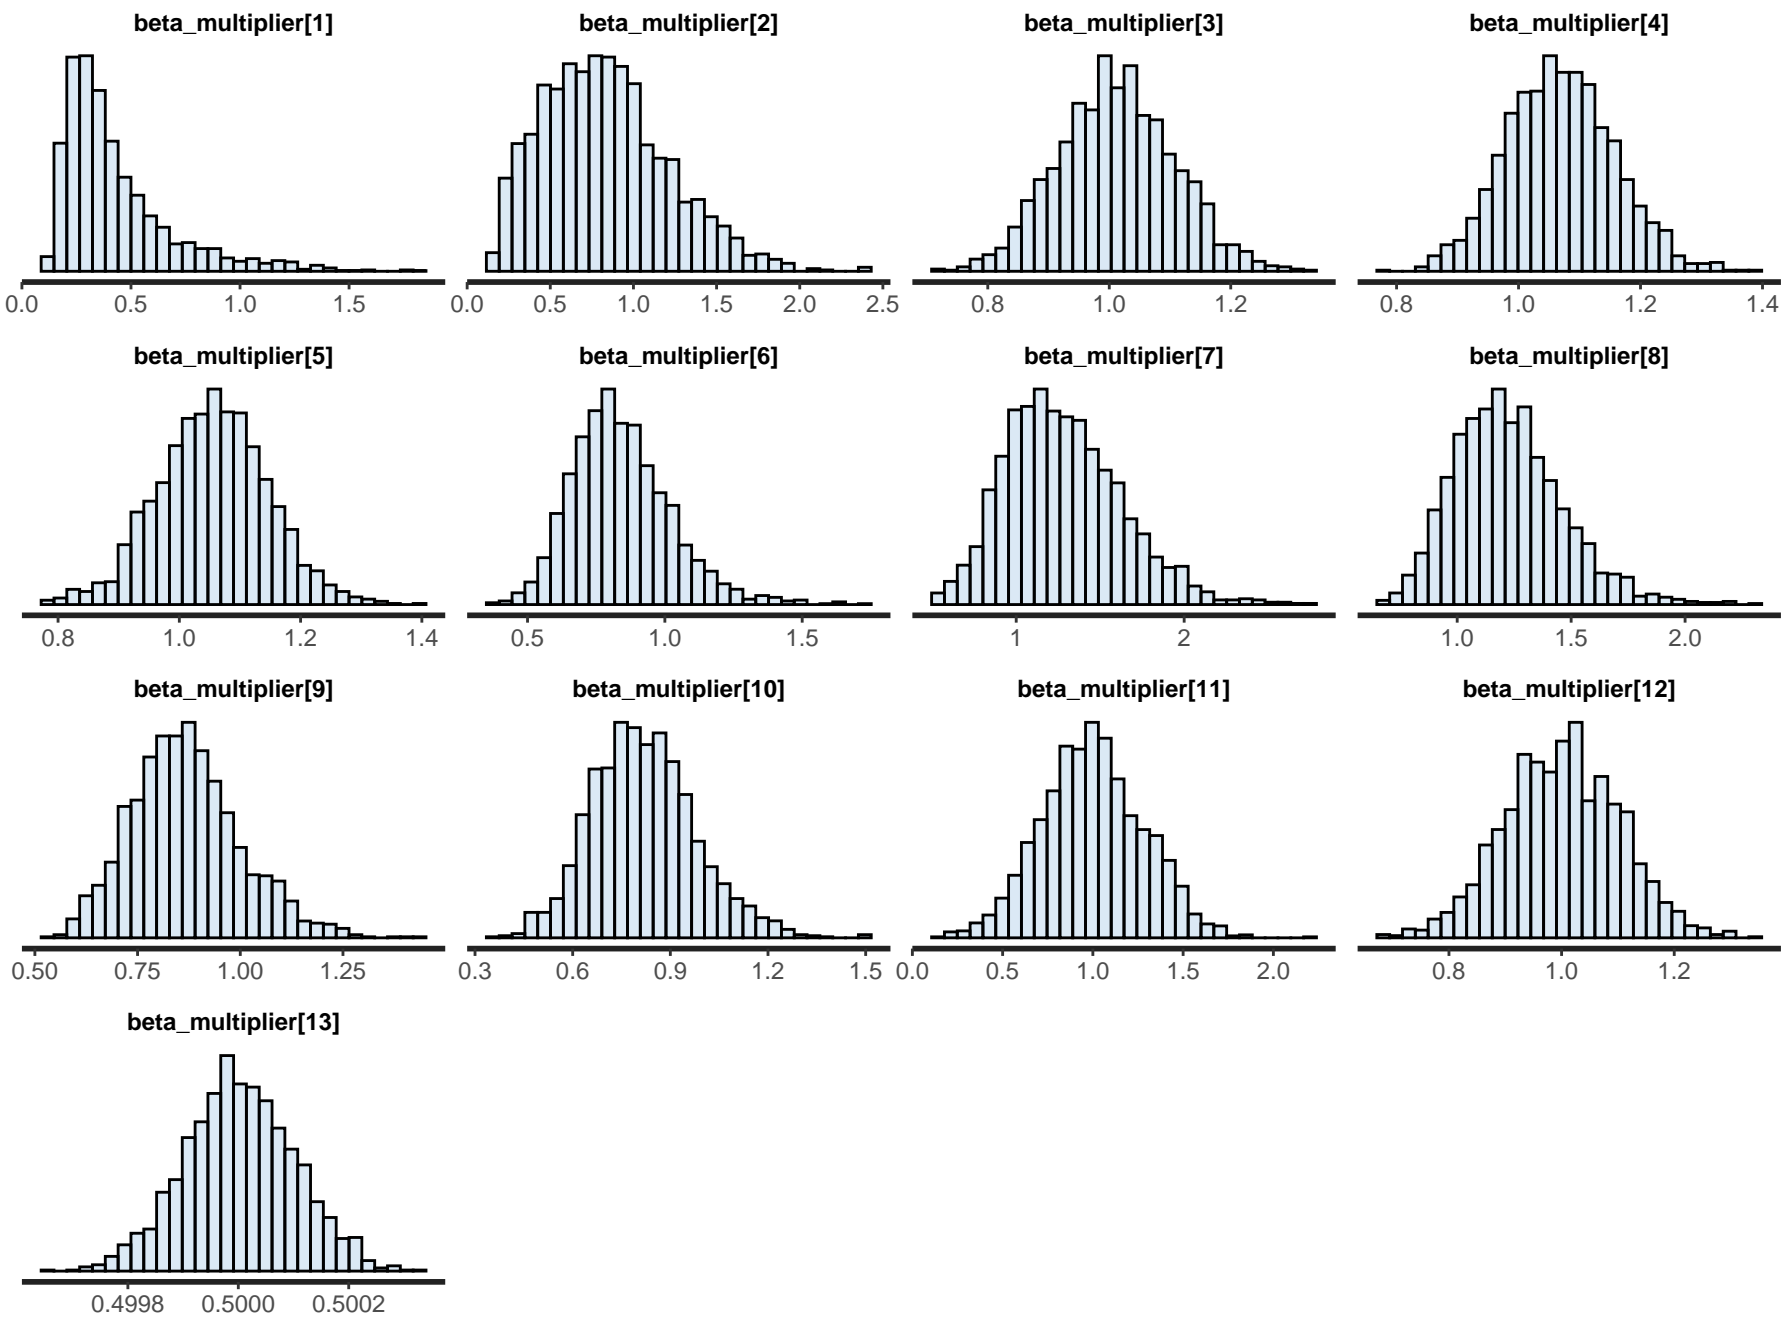 beta_multiplier[1] beta_multiplier[2] beta_multiplier[3] beta_multiplier[4]
0.0 0.5 1.0 1.5 0.0 0.5 1.0 1.5 2.0 2.5 0.8 1.0 1.2 0.8 1.0 1.2 1.4
beta_multiplier[5] beta_multiplier[6] beta_multiplier[7] beta_multiplier[8]
0.8 1.0 1.2 1.4 0.5 1.0 1.5 1 2 1.0 1.5 2.0
beta_multiplier[9] beta_multiplier[10] beta_multiplier[11] beta_multiplier[12]
0.50 0.75 1.00 1.25 0.3 0.6 0.9 1.2 1.5 0.0 0.5 1.0 1.5 2.0 0.8 1.0 1.2
beta_multiplier[13]
0.4998 0.5000 0.5002